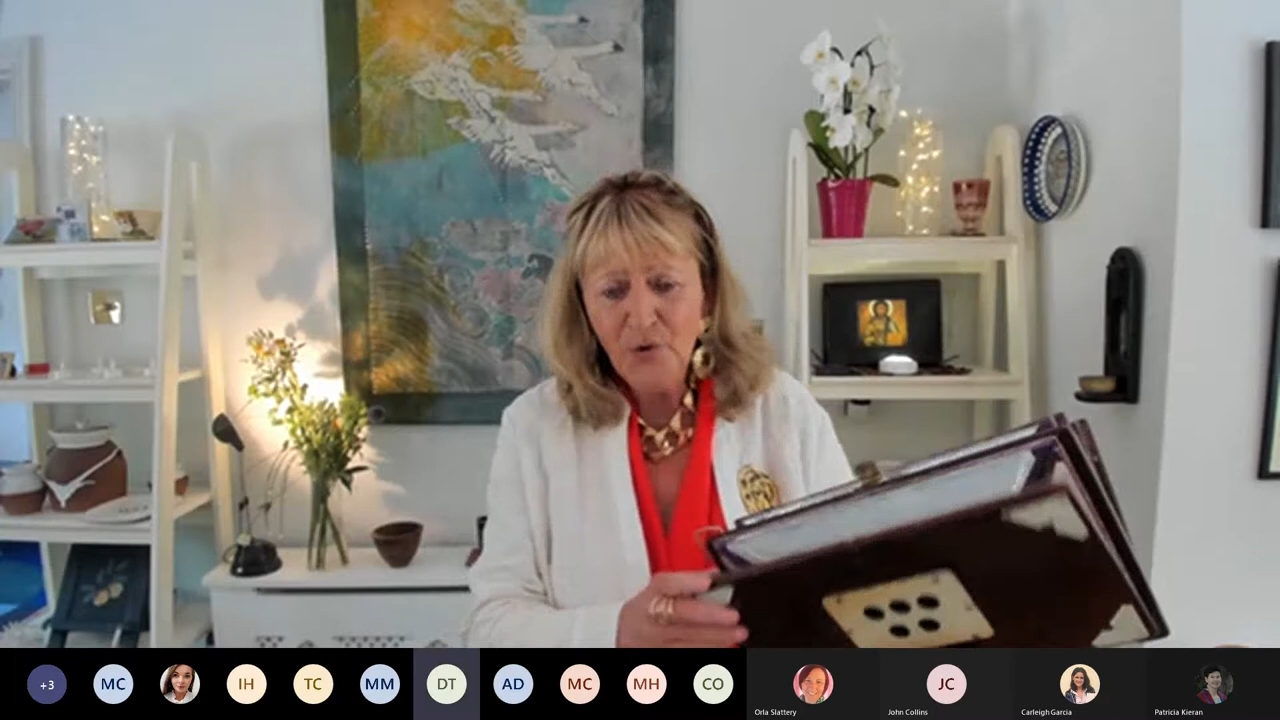 +3 MC IH TC MM DT AD MC MH CO JC
Orla Slattery John Collins Carleigh Garcia Patricia Kieran